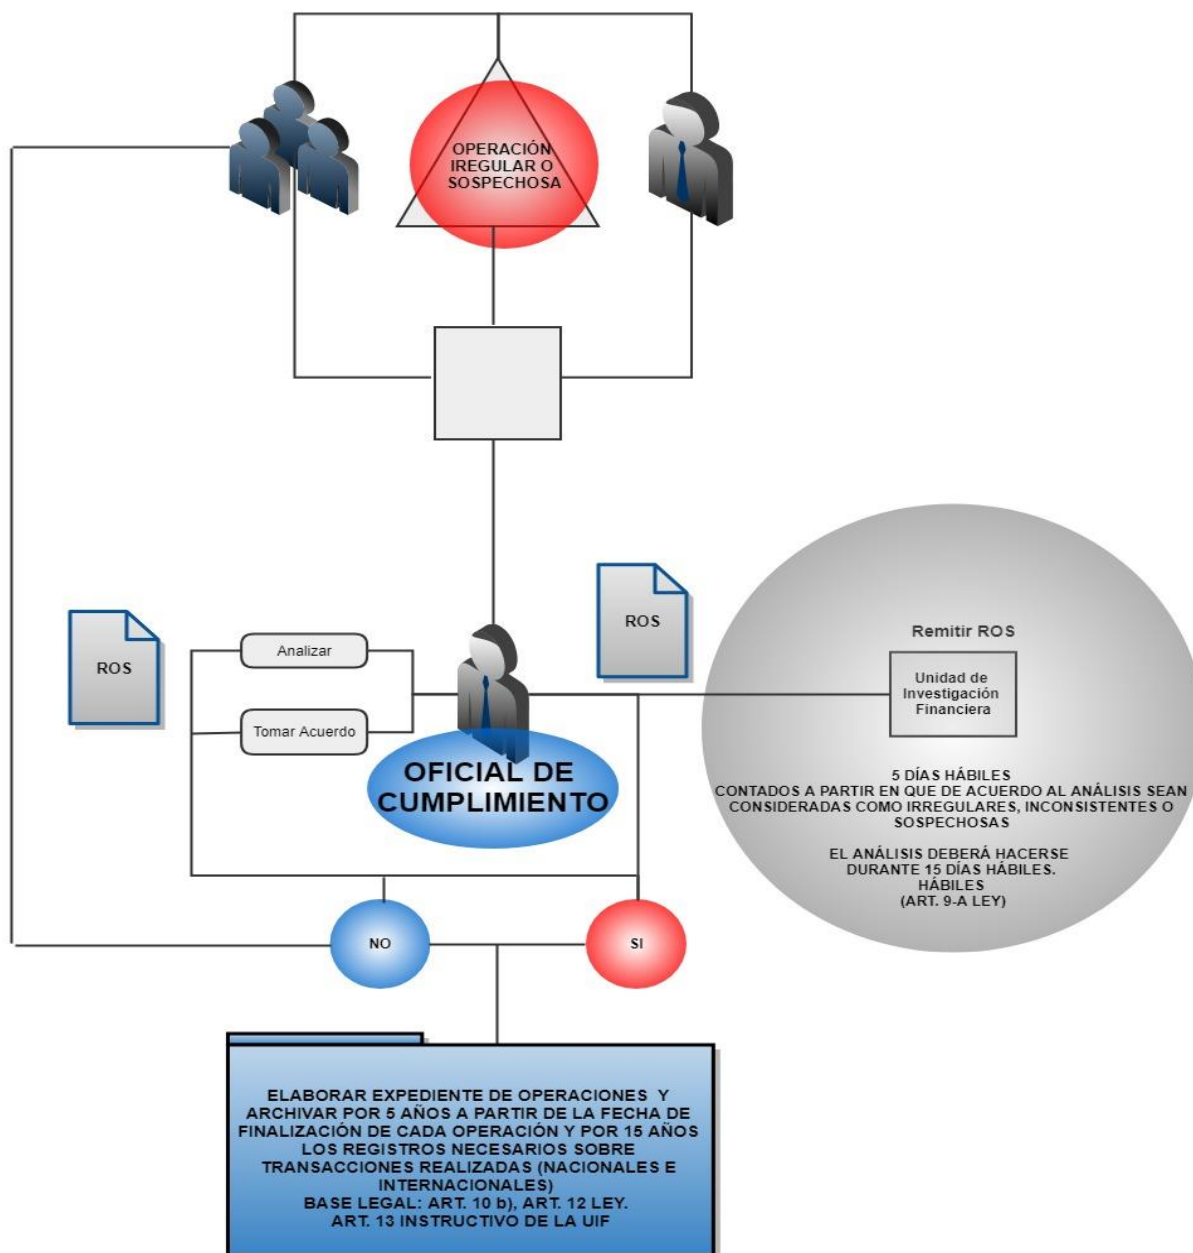 OPERACIÓN
IREGULAR O
SOSPECHOSA
ROS
ROS
Analizar
Tomar Acuerdo
OFICIAL DE
CUMPLIMIENTO
Remitir ROS
Unidad de
Investigación
Financiera
5 DÍAS HÁBILES
CONTADOS A PARTIR EN QUE DE ACUERDO AL ANÁLISIS SEAN
CONSIDERADAS COMO IRREGULARES, INCONSISTENTES O
SOSPECHOSAS
EL ANÁLISIS DEBERÁ HACERSE
DURANTE 15 DÍAS HÁBILES.
HÁBILES
(ART. 9-A LEY)
NO
SI
ELABORAR EXPEDIENTE DE OPERACIONES Y
ARCHIVAR POR 5 AÑOS A PARTIR DE LA FECHA DE
FINALIZACIÓN DE CADA OPERACIÓN Y POR 15 AÑOS
LOS REGISTROS NECESARIOS SOBRE
TRANSACCIONES REALIZADAS (NACIONALES E
INTERNACIONALES)
BASE LEGAL: ART. 10 b), ART. 12 LEY.
ART. 13 INSTRUCTIVO DE LA UIF